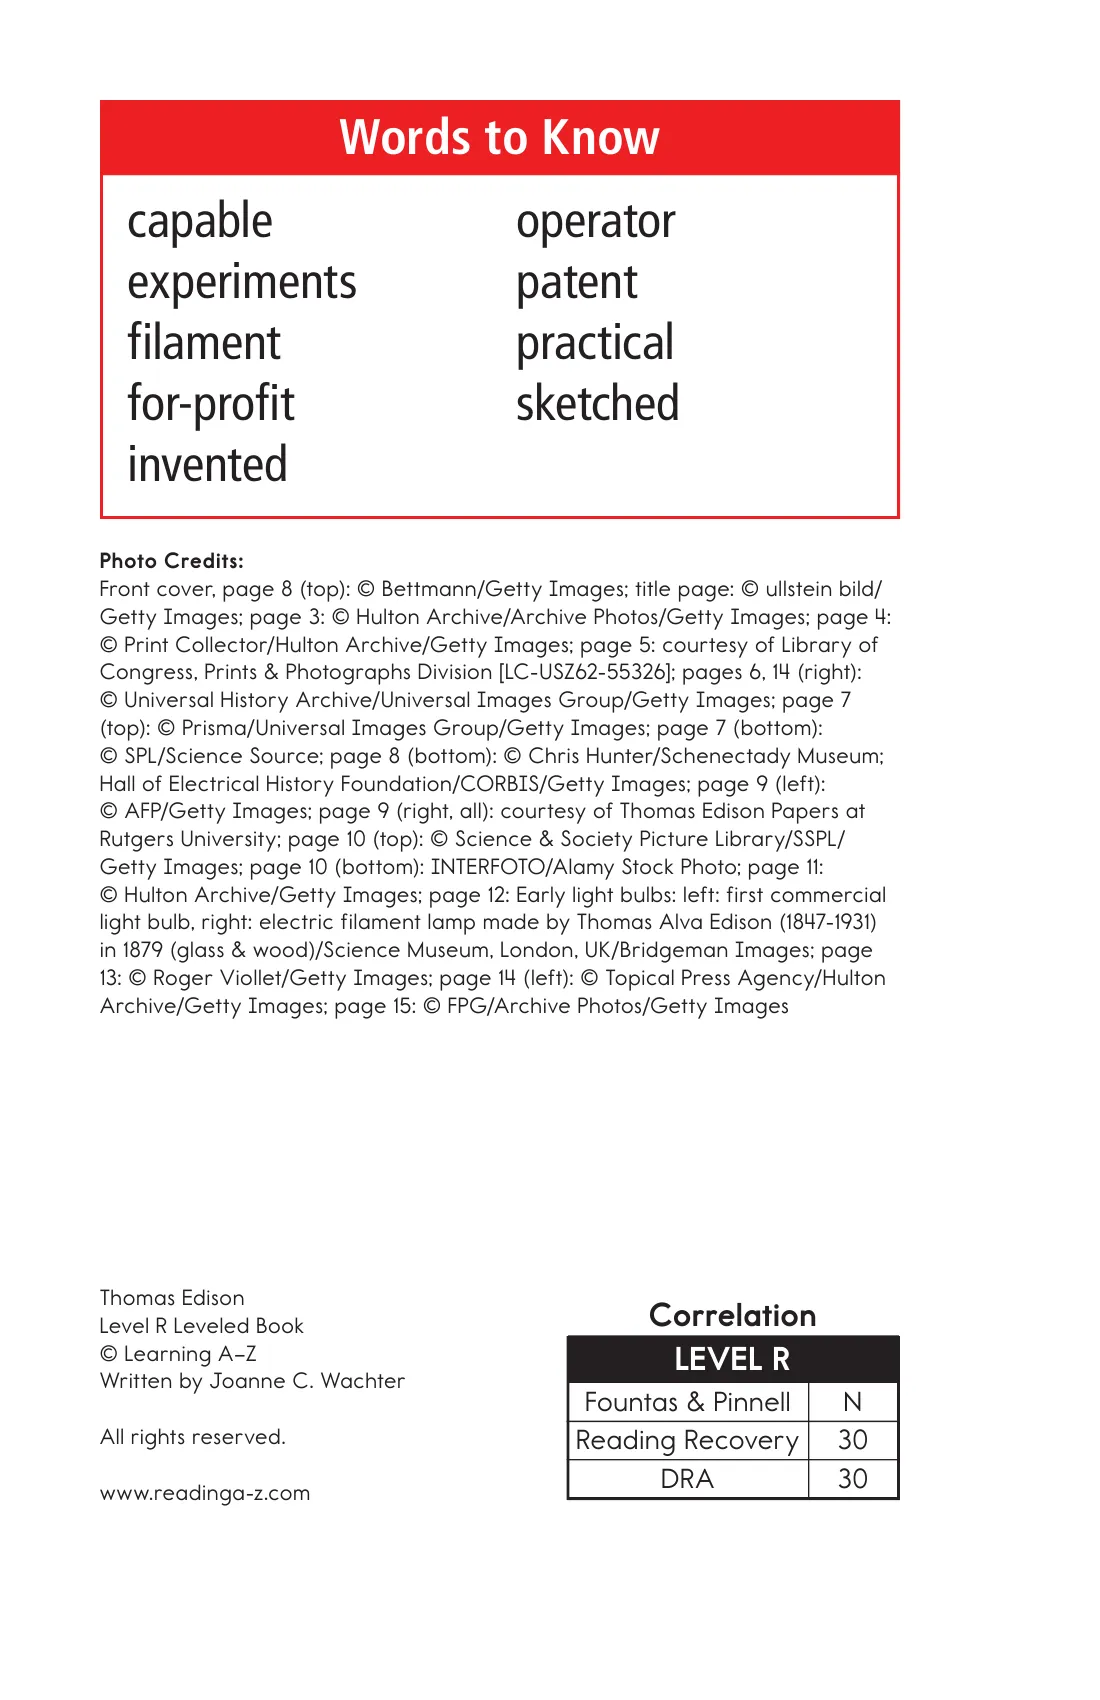 Words to Know
capable
experiments
filament
for-profit
invented
operator
patent
practical
sketched
Photo Credits:
Front cover, page 8 (top): © Bettmann/Getty Images; title page: © ullstein bild/
Getty Images; page 3: © Hulton Archive/Archive Photos/Getty Images; page 4:
© Print Collector/Hulton Archive/Getty Images; page 5: courtesy of Library of
Congress, Prints & Photographs Division [LC-USZ62-55326]; pages 6, 14 (right):
© Universal History Archive/Universal Images Group/Getty Images; page 7
(top): © Prisma/Universal Images Group/Getty Images; page 7 (bottom):
© SPL/Science Source; page 8 (bottom): © Chris Hunter/Schenectady Museum;
Hall of Electrical History Foundation/CORBIS/Getty Images; page 9 (left):
© AFP/Getty Images; page 9 (right, all): courtesy of Thomas Edison Papers at
Rutgers University; page 10 (top): © Science & Society Picture Library/SSPL/
Getty Images; page 10 (bottom): INTERFOTO/Alamy Stock Photo; page 11:
© Hulton Archive/Getty Images; page 12: Early light bulbs: left: first commercial
light bulb, right: electric filament lamp made by Thomas Alva Edison (1847-1931)
in 1879 (glass & wood)/Science Museum, London, UK/Bridgeman Images; page
13: © Roger Viollet/Getty Images; page 14 (left): © Topical Press Agency/Hulton
Archive/Getty Images; page 15: © FPG/Archive Photos/Getty Images
Thomas Edison
Level R Leveled Book
© Learning A–Z
Written by Joanne C. Wachter
All rights reserved.
www.readinga-z.com
Correlation
LEVEL R
Fountas & Pinnell N
Reading Recovery 30
DRA 30